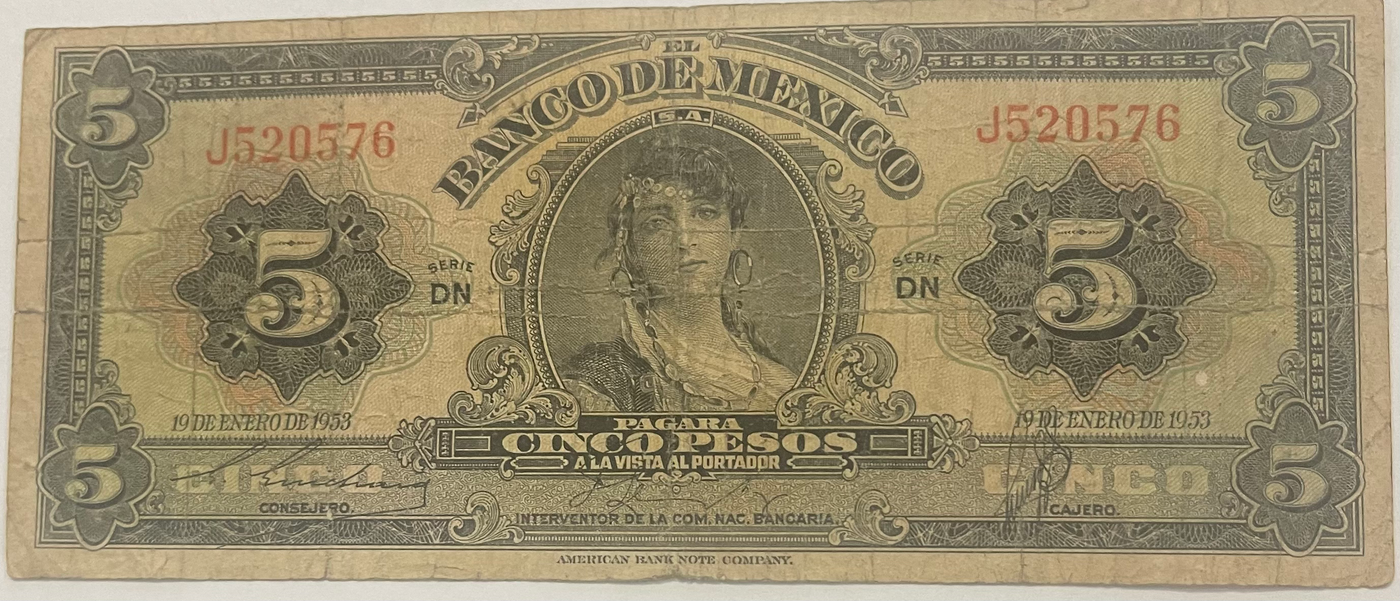 EL
BANCO DE MEXICO
S.A.
5
5
J520576
J520576
5
SERIE
DN
SERIE
DN
5
19 DE ENERO DE 1953
19 DE ENERO DE 1953
PAGARA
CINCO PESOS
A LA VISTA AL PORTADOR
5
CINCO
CINCO
5
CONSEJERO.
INTERVENTOR DE LA COM. NAC. BANCARIA.
CAJERO.
AMERICAN BANK NOTE COMPANY.